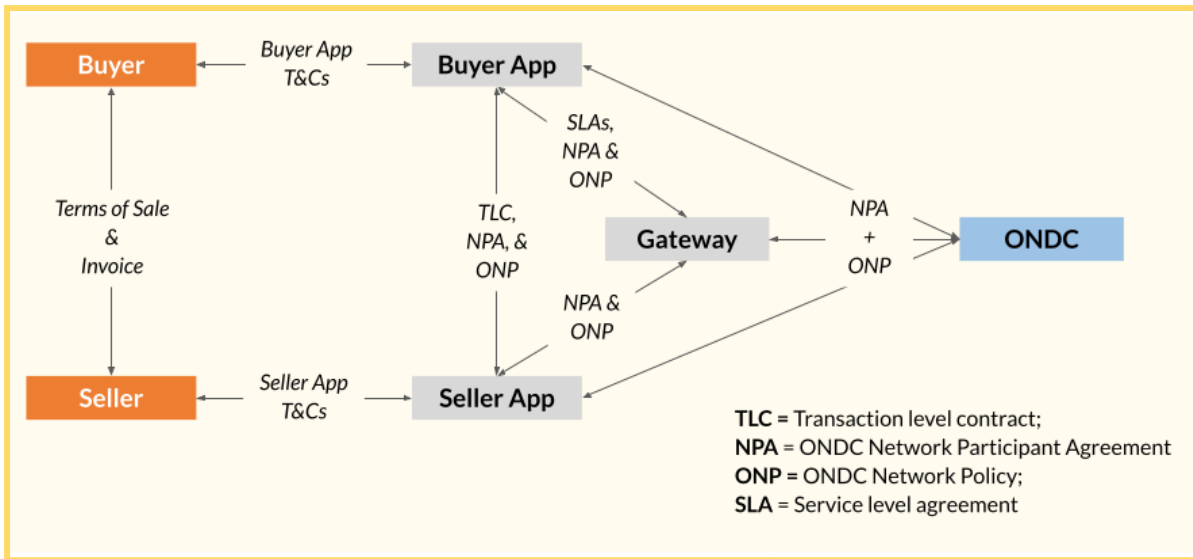 Buyer
Buyer App
T&Cs
Buyer App
SLAs,
NPA &
ONP
Terms of Sale
&
Invoice
TLC,
NPA, &
ONP
Gateway
NPA
+
ONP
ONDC
NPA &
ONP
Seller
Seller App
T&Cs
Seller App
TLC = Transaction level contract;
NPA = ONDC Network Participant Agreement
ONP = ONDC Network Policy;
SLA = Service level agreement